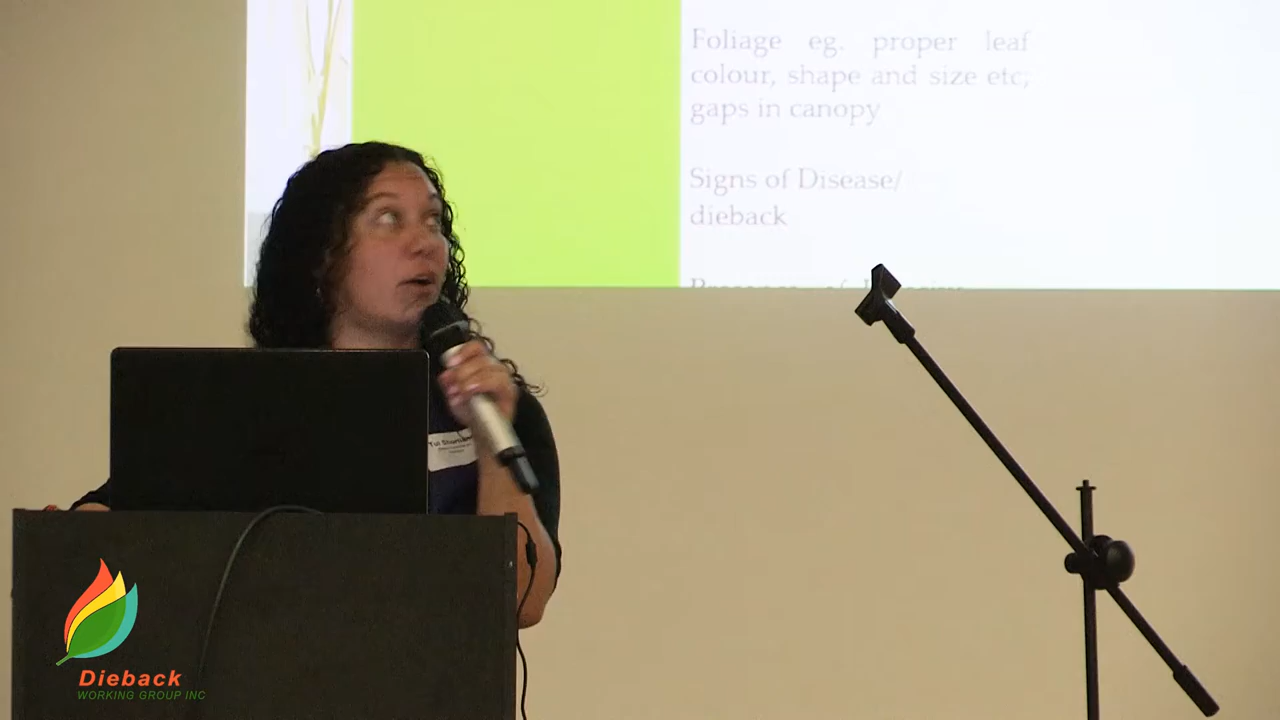 Foliage eg. proper leaf
colour, shape and size etc;
gaps in canopy
Signs of Disease/
dieback
Dieback
WORKING GROUP INC